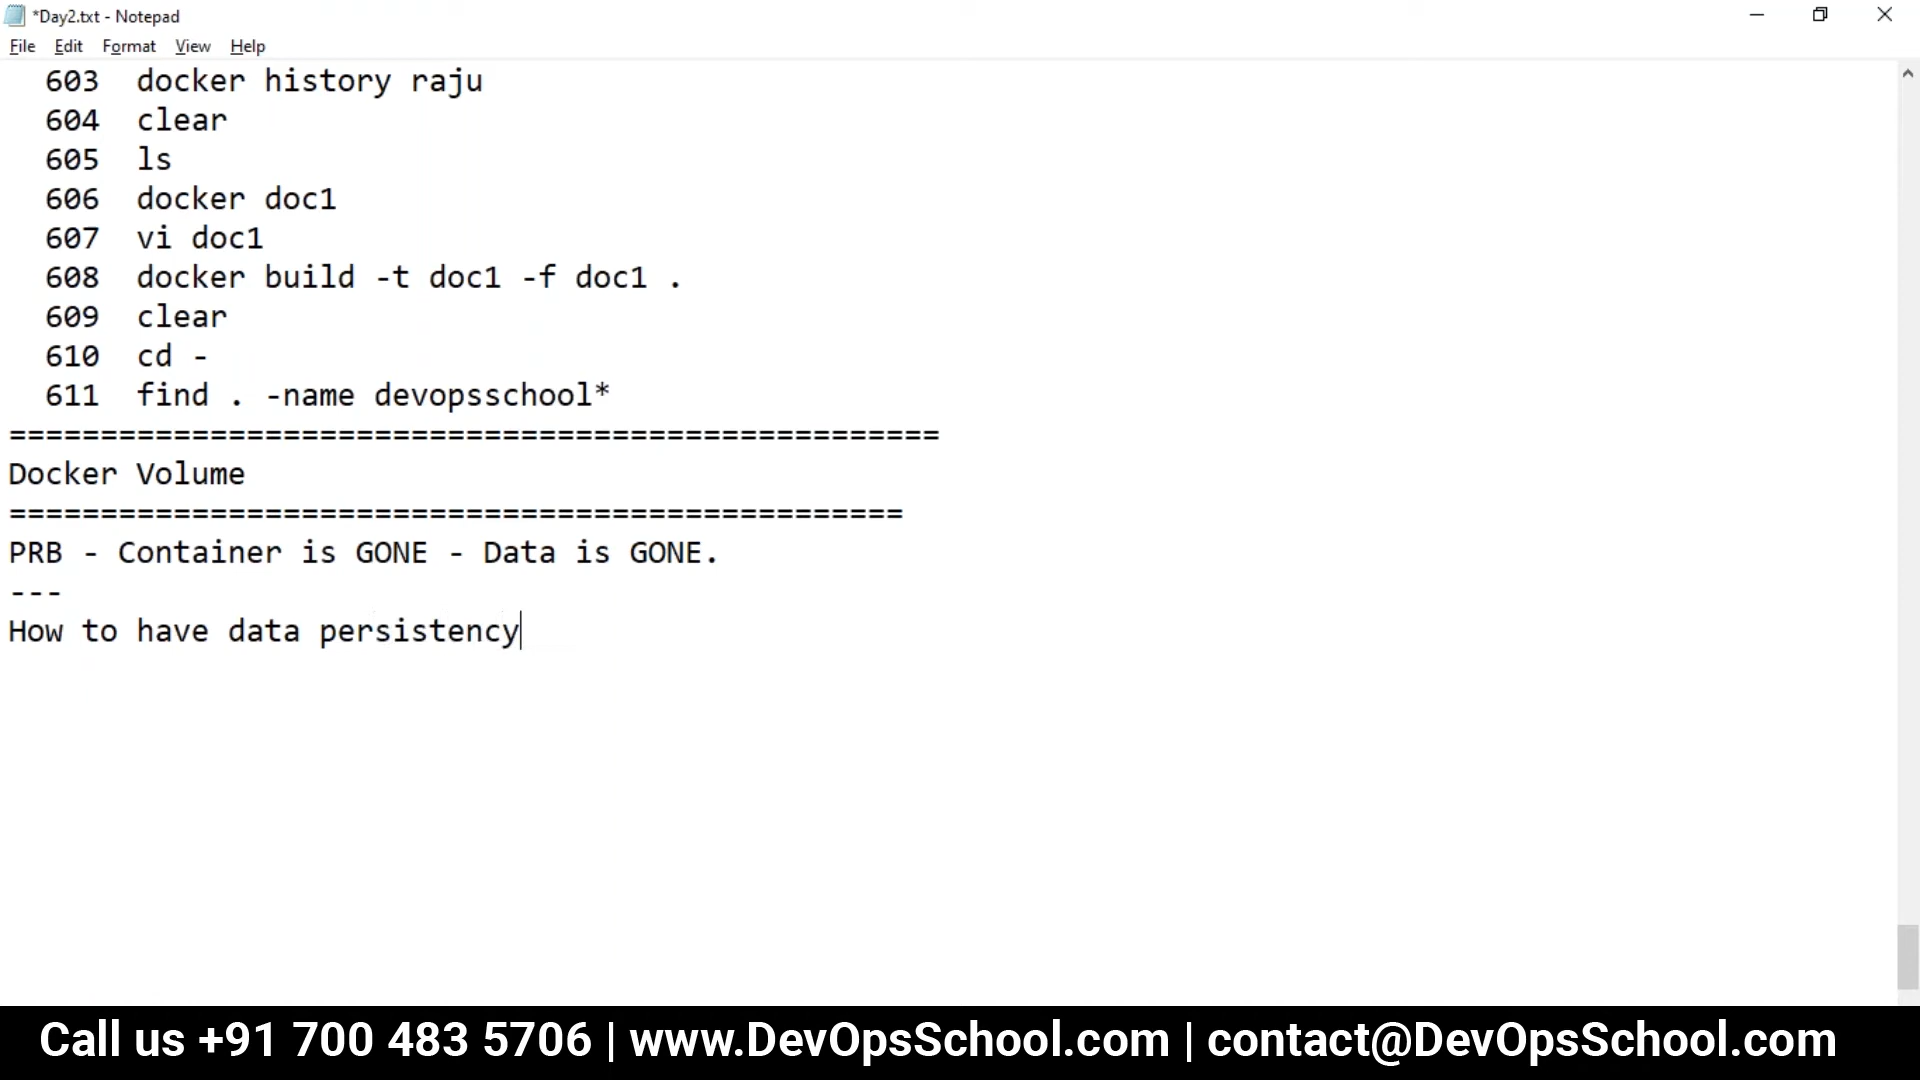 *Day2.txt - Notepad
File Edit Format View Help
603 docker history raju
604 clear
605 ls
606 docker doc1
607 vi doc1
608 docker build -t doc1 -f doc1 .
609 clear
610 cd -
611 find . -name devopsschool*
===================================================
Docker Volume
=================================================
PRB - Container is GONE - Data is GONE.
---
How to have data persistency
Call us +91 700 483 5706 | www.DevOpsSchool.com | contact@DevOpsSchool.com